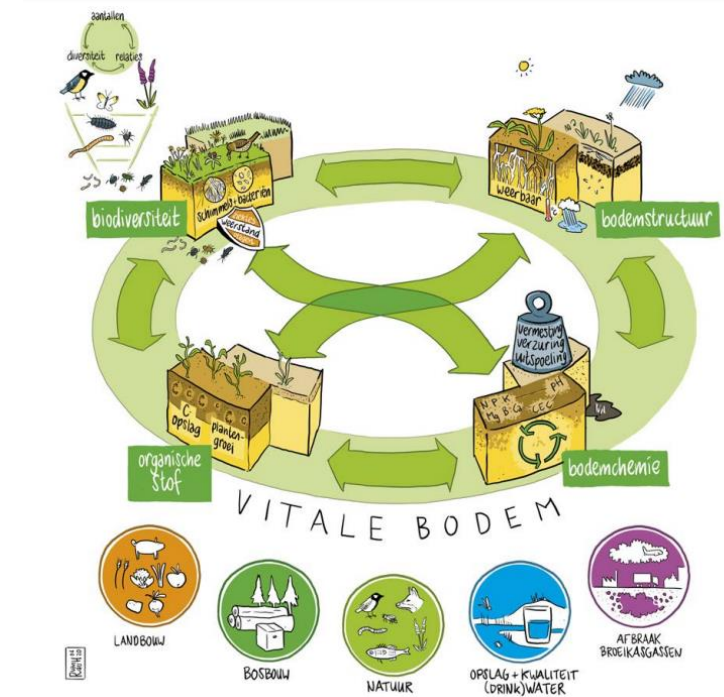 aantallen
diversiteit relaties
schimmels + bacteriën
weerstand
biodiversiteit
weerbaar
°C
bodemstructuur
vermesting
verzuring
uitspoeling
N P K PH
Mg B Cu CEC
bodemchemie
C C C C C C
C opslag
planten-
groei
organische
stof
VITALE BODEM
LANDBOUW
BOSBOUW
NATUUR
OPSLAG + KWALITEIT
(DRINK)WATER
AFBRAAK
BROEIKASGASSEN